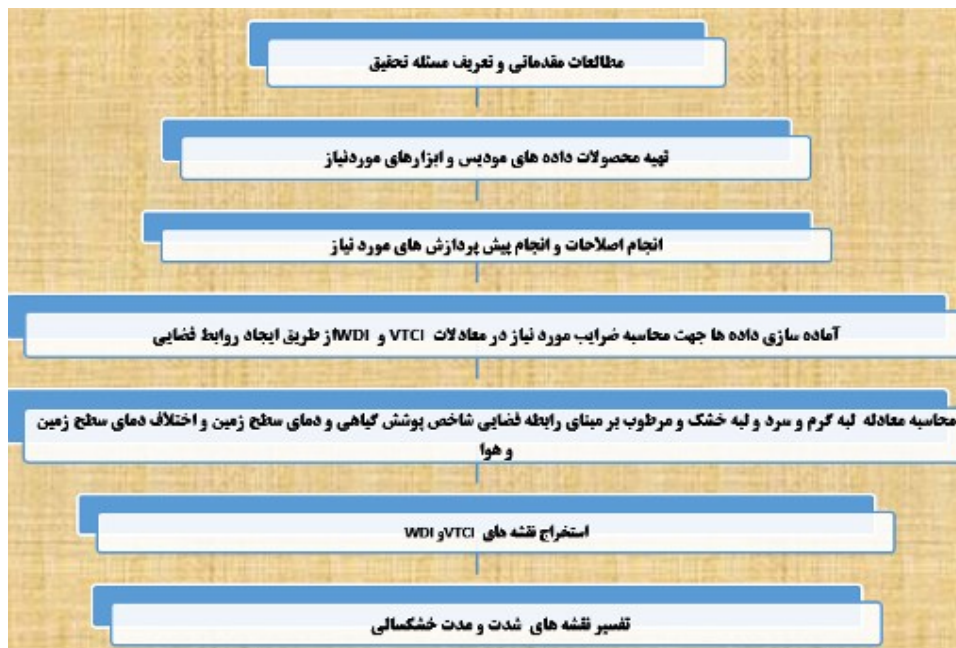 مطالعات مقدماتی و تعریف مسئله تحقیق
تهیه محصولات داده های مودیس و ابزارهای موردنیاز
انجام اصلاحات و انجام پیش پردازش های مورد نیاز
آماده سازی داده ها جهت محاسبه ضرایب مورد نیاز در معادلات VTCI و WDIاز طریق ایجاد روابط فضایی
محاسبه معادله لبه گرم و سرد و لبه خشک و مرطوب بر مبنای رابطه فضایی شاخص پوشش گیاهی و دمای سطح زمین و اختلاف دمای سطح زمین
و هوا
استخراج نقشه های VTCIو WDI
تفسیر نقشه های شدت و مدت خشکسالی